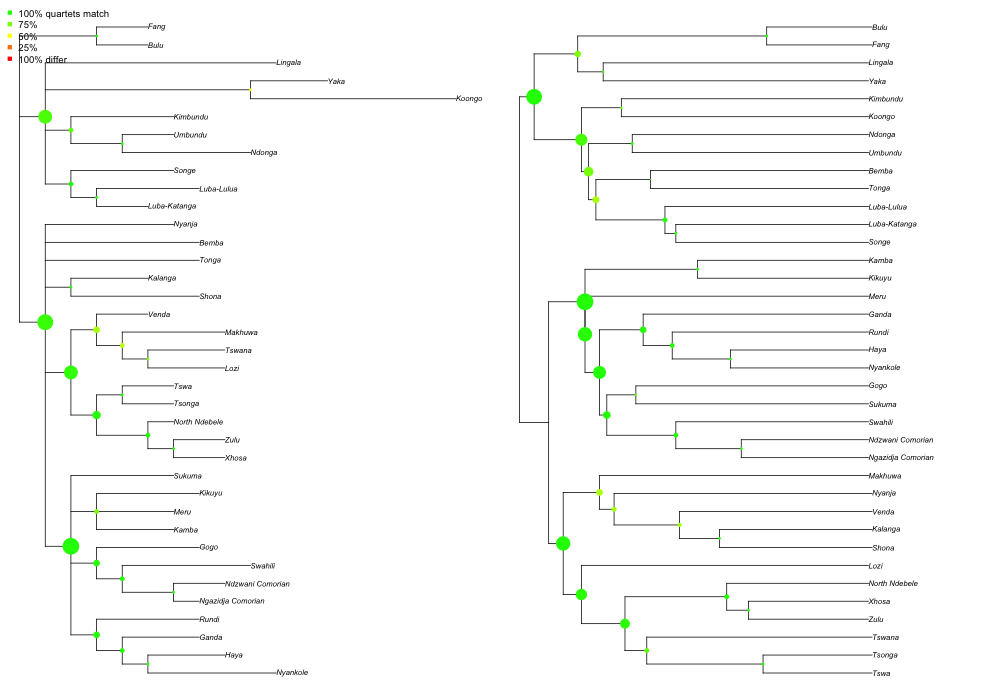 100% quartets match
75%
50%
25%
100% differ
Fang
Bulu
Lingala
Yaka
Koongo
Kimbundu
Umbundu
Ndonga
Songe
Luba-Lulua
Luba-Katanga
Nyanja
Bemba
Tonga
Kalanga
Shona
Venda
Makhuwa
Tswana
Lozi
Tswa
Tsonga
North Ndebele
Zulu
Xhosa
Sukuma
Kikuyu
Meru
Kamba
Gogo
Swahili
Ndzwani Comorian
Ngazidja Comorian
Rundi
Ganda
Haya
Nyankole
Bulu
Fang
Lingala
Yaka
Kimbundu
Koongo
Ndonga
Umbundu
Bemba
Tonga
Luba-Lulua
Luba-Katanga
Songe
Kamba
Kikuyu
Meru
Ganda
Rundi
Haya
Nyankole
Gogo
Sukuma
Swahili
Ndzwani Comorian
Ngazidja Comorian
Makhuwa
Nyanja
Venda
Kalanga
Shona
Lozi
North Ndebele
Xhosa
Zulu
Tswana
Tsonga
Tswa